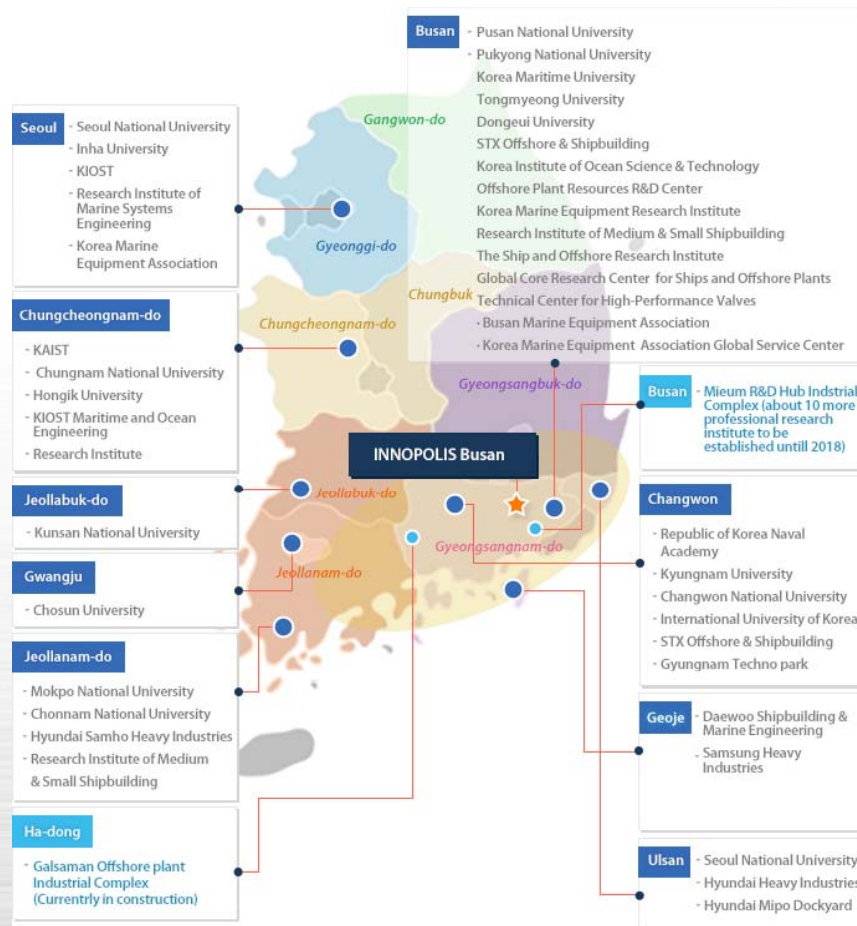 Busan
- Pusan National University
- Pukyong National University
Korea Maritime University
Tongmyeong University
Dongeui University
STX Offshore & Shipbuilding
Korea Institute of Ocean Science & Technology
Offshore Plant Resources R&D Center
Korea Marine Equipment Research Institute
Research Institute of Medium & Small Shipbuilding
The Ship and Offshore Research Institute
Global Core Research Center for Ships and Offshore Plants
Technical Center for High-Performance Valves
· Busan Marine Equipment Association
· Korea Marine Equipment Association Global Service Center
Seoul
- Seoul National University
- Inha University
- KIOST
- Research Institute of
Marine Systems
Engineering
- Korea Marine
Equipment Association
Gangwon-do
Gyeonggi-do
Chungbuk
Chungcheongnam-do
Gyeongsangbuk-do
Chungcheongnam-do
- KAIST
- Chungnam National University
- Hongik University
- KIOST Maritime and Ocean
Engineering
- Research Institute
Busan
- Mieum R&D Hub Indstrial
Complex (about 10 more
professional research
institute to be
established untill 2018)
INNOPOLIS Busan
Jeollabuk-do
Gyeongsangnam-do
Jeollanam-do
Jeollabuk-do
- Kunsan National University
Gwangju
- Chosun University
Jeollanam-do
- Mokpo National University
- Chonnam National University
- Hyundai Samho Heavy Industries
- Research Institute of Medium
& Small Shipbuilding
Ha-dong
- Galsaman Offshore plant
Industrial Complex
(Currentrly in construction)
Changwon
- Republic of Korea Naval
Academy
- Kyungnam University
- Changwon National University
- International University of Korea
- STX Offshore & Shipbuilding
- Gyungnam Techno park
Geoje
- Daewoo Shipbuilding &
Marine Engineering
- Samsung Heavy
Industries
Ulsan
- Seoul National University
- Hyundai Heavy Industries
- Hyundai Mipo Dockyard